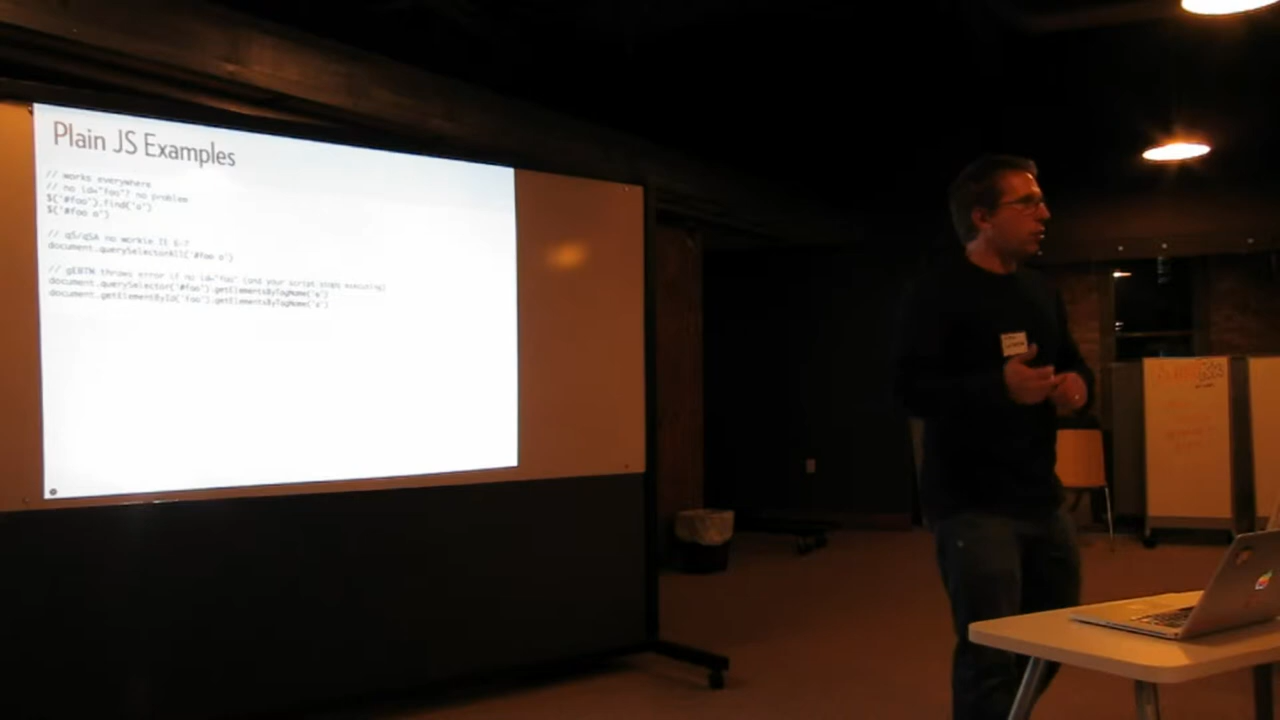 Plain JS Examples
// works everywhere
// no id="foo"? no problem
$('#foo').find('a')
$('#foo a')
// qS/qSA no workie IE 6-7
document.querySelectorAll('#foo a')
// gEBTN throws error if no id="foo" (and your script stops executing)
document.querySelector('#foo').getElementsByTagName('a')
document.getElementById('foo').getElementsByTagName('a')